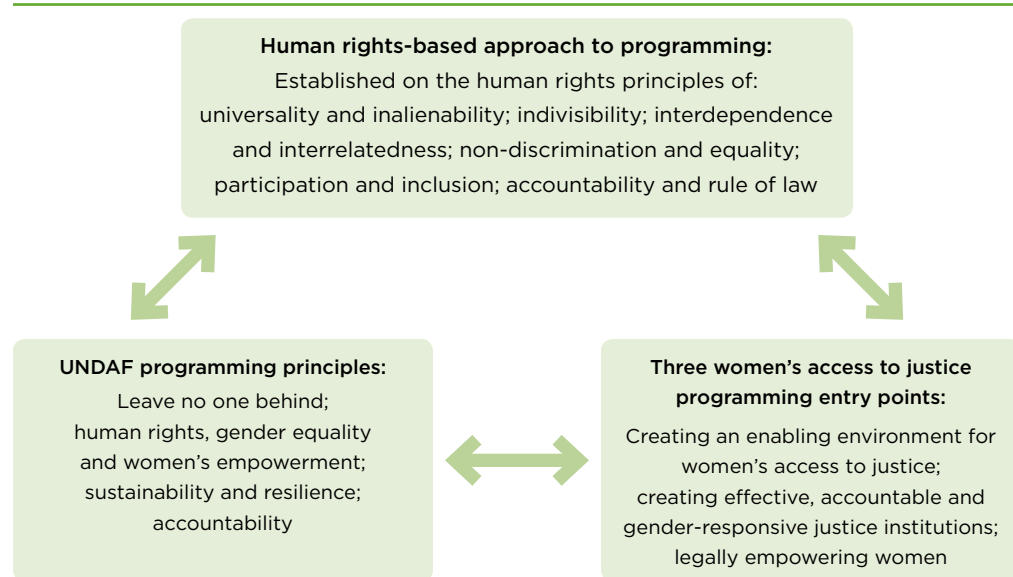 Human rights-based approach to programming:
Established on the human rights principles of:
universality and inalienability; indivisibility; interdependence
and interrelatedness; non-discrimination and equality;
participation and inclusion; accountability and rule of law
UNDAF programming principles:
Leave no one behind;
human rights, gender equality
and women’s empowerment;
sustainability and resilience;
accountability
Three women’s access to justice
programming entry points:
Creating an enabling environment for
women’s access to justice;
creating effective, accountable and
gender-responsive justice institutions;
legally empowering women